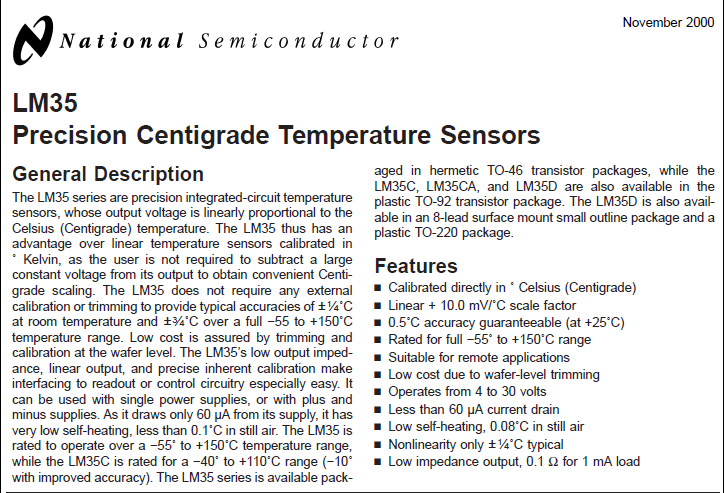 November 2000
National Semiconductor
LM35
Precision Centigrade Temperature Sensors
General Description
The LM35 series are precision integrated-circuit temperature
sensors, whose output voltage is linearly proportional to the
Celsius (Centigrade) temperature. The LM35 thus has an
advantage over linear temperature sensors calibrated in
˚ Kelvin, as the user is not required to subtract a large
constant voltage from its output to obtain convenient Centi-
grade scaling. The LM35 does not require any external
calibration or trimming to provide typical accuracies of ±¼˚C
at room temperature and ±¾˚C over a full −55 to +150˚C
temperature range. Low cost is assured by trimming and
calibration at the wafer level. The LM35's low output imped-
ance, linear output, and precise inherent calibration make
interfacing to readout or control circuitry especially easy. It
can be used with single power supplies, or with plus and
minus supplies. As it draws only 60 µA from its supply, it has
very low self-heating, less than 0.1˚C in still air. The LM35 is
rated to operate over a −55˚ to +150˚C temperature range,
while the LM35C is rated for a −40˚ to +110˚C range (−10˚
with improved accuracy). The LM35 series is available pack-
aged in hermetic TO-46 transistor packages, while the
LM35C, LM35CA, and LM35D are also available in the
plastic TO-92 transistor package. The LM35D is also avail-
able in an 8-lead surface mount small outline package and a
plastic TO-220 package.
Features
■ Calibrated directly in ˚ Celsius (Centigrade)
■ Linear + 10.0 mV/˚C scale factor
■ 0.5˚C accuracy guaranteeable (at +25˚C)
■ Rated for full −55˚ to +150˚C range
■ Suitable for remote applications
■ Low cost due to wafer-level trimming
■ Operates from 4 to 30 volts
■ Less than 60 µA current drain
■ Low self-heating, 0.08˚C in still air
■ Nonlinearity only ±¼˚C typical
■ Low impedance output, 0.1 Ω for 1 mA load